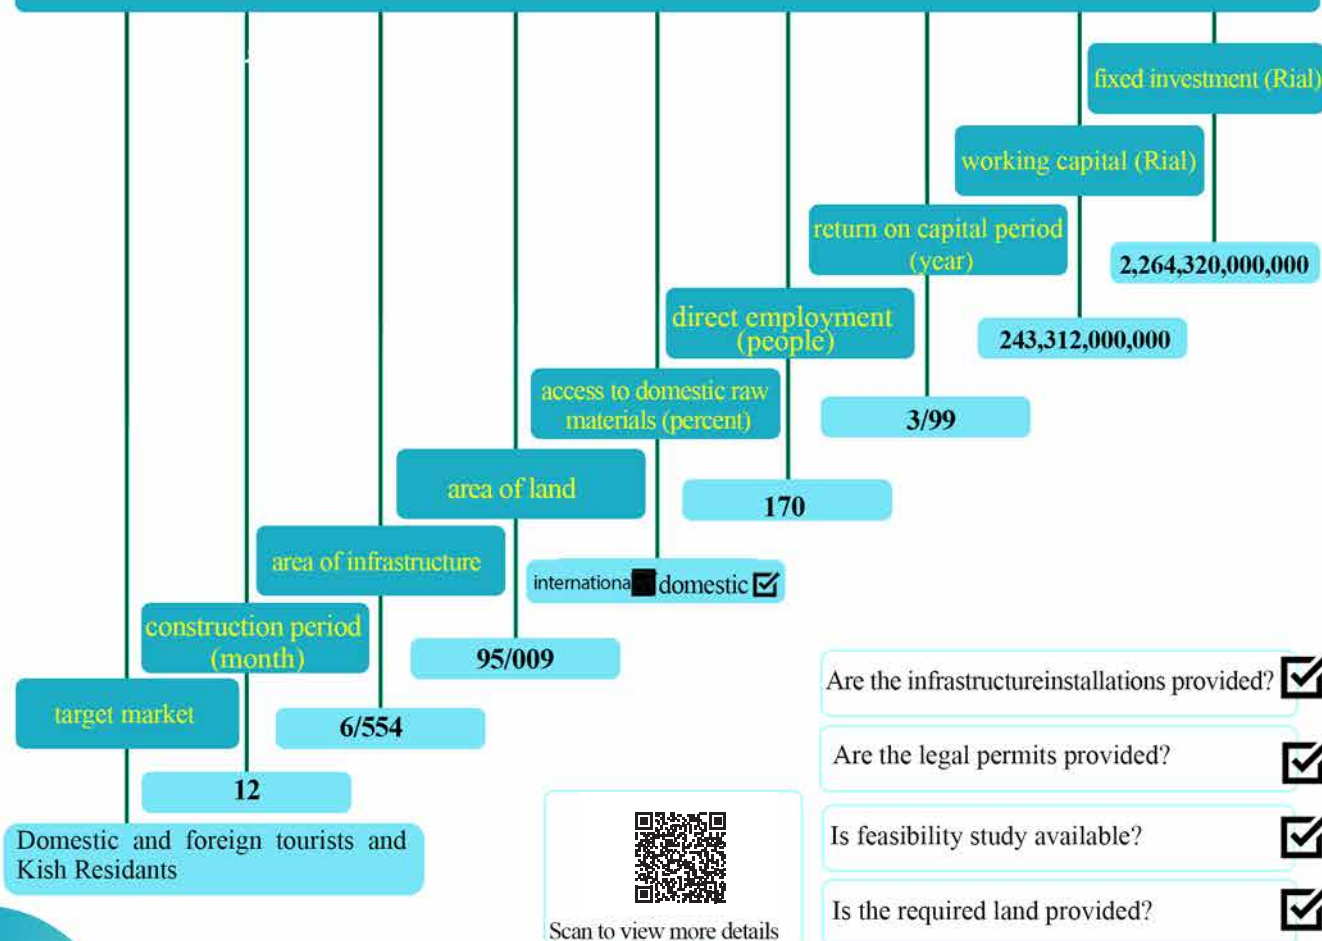 fixed investment (Rial)
2,264,320,000,000
working capital (Rial)
243,312,000,000
return on capital period
(year)
3/99
direct employment
(people)
170
access to domestic raw
materials (percent)
internationa domestic
area of land
95/009
area of infrastructure
6/554
construction period
(month)
12
target market
Domestic and foreign tourists and
Kish Residants
Are the infrastructureinstallations provided?
Are the legal permits provided?
Is feasibility study available?
Is the required land provided?
Scan to view more details